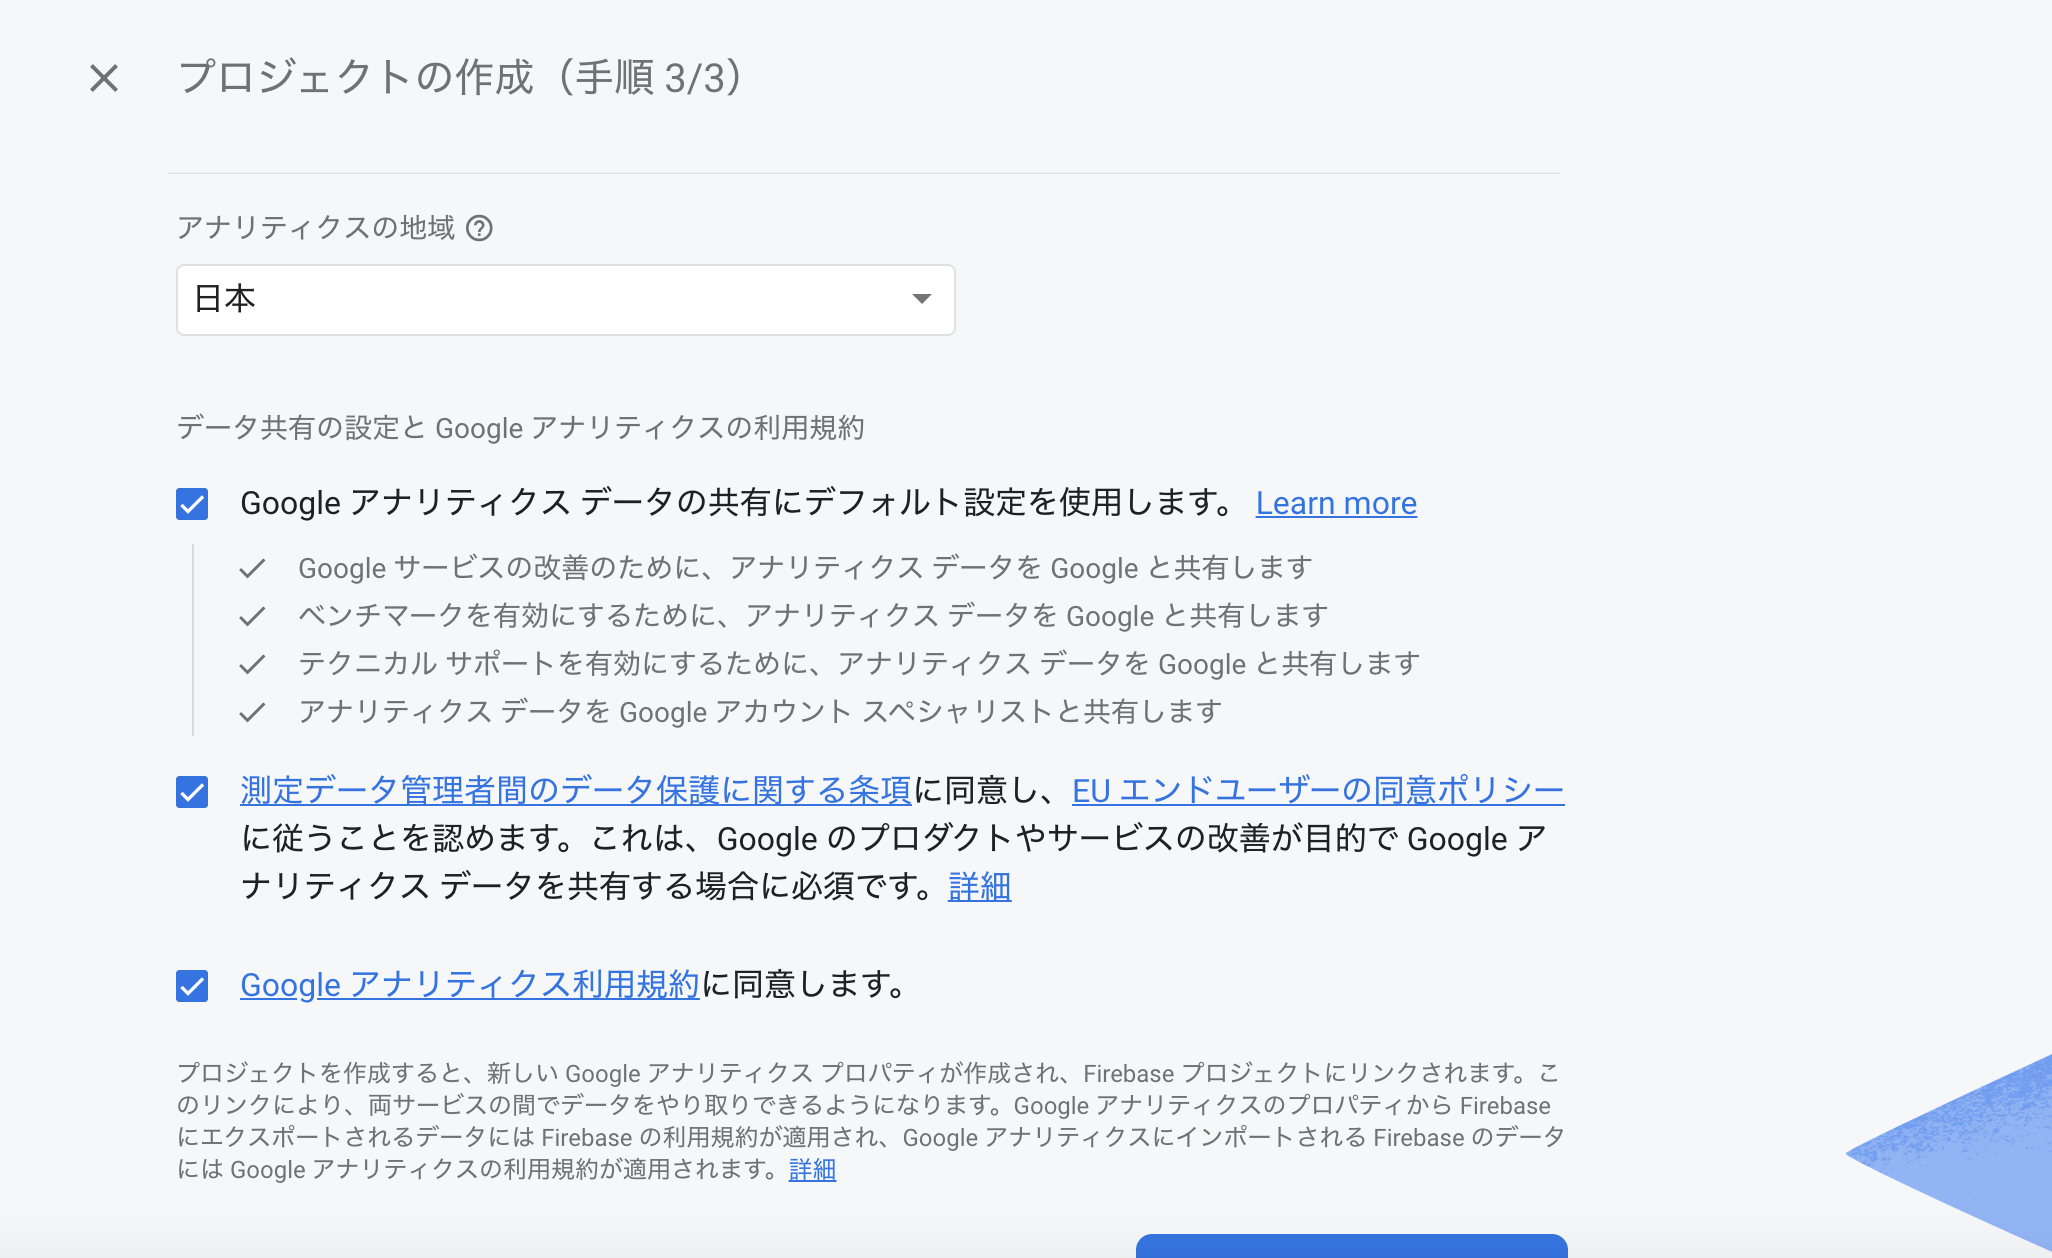 プロジェクトの作成（手順 3/3）
アナリティクスの地域
日本
データ共有の設定と Google アナリティクスの利用規約
Google アナリティクス データの共有にデフォルト設定を使用します。 Learn more
Google サービスの改善のために、アナリティクス データを Google と共有します
ベンチマークを有効にするために、アナリティクス データを Google と共有します
テクニカル サポートを有効にするために、アナリティクス データを Google と共有します
アナリティクス データを Google アカウント スペシャリストと共有します
測定データ管理者間のデータ保護に関する条項に同意し、EU エンドユーザーの同意ポリシー
に従うことを認めます。これは、Google のプロダクトやサービスの改善が目的で Google ア
ナリティクス データを共有する場合に必須です。詳細
Google アナリティクス利用規約に同意します。
プロジェクトを作成すると、新しい Google アナリティクス プロパティが作成され、Firebase プロジェクトにリンクされます。こ
のリンクにより、両サービスの間でデータをやり取りできるようになります。Google アナリティクスのプロパティから Firebase
にエクスポートされるデータには Firebase の利用規約が適用され、Google アナリティクスにインポートされる Firebase のデータ
には Google アナリティクスの利用規約が適用されます。詳細